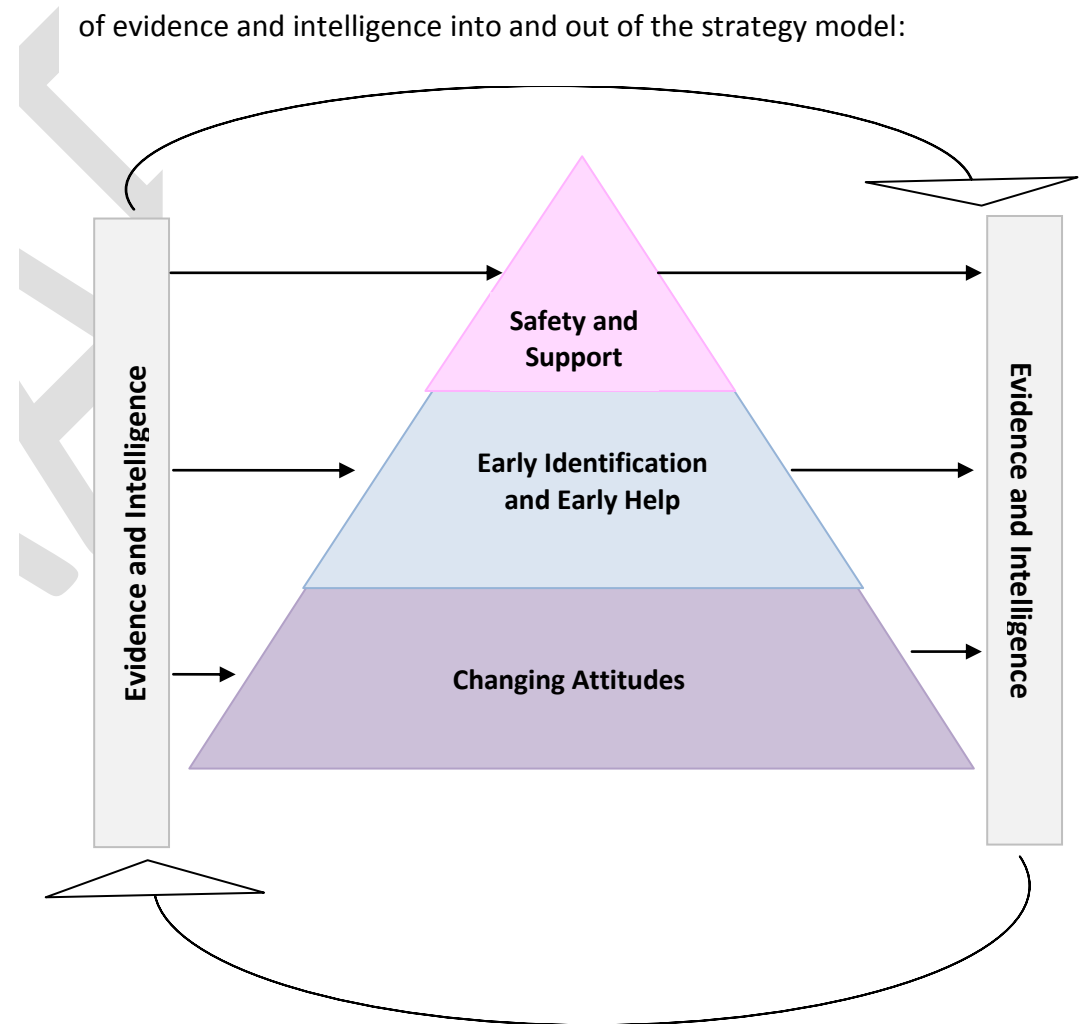 of evidence and intelligence into and out of the strategy model:
Evidence and Intelligence
Safety and
Support
Early Identification
and Early Help
Changing Attitudes
Evidence and Intelligence